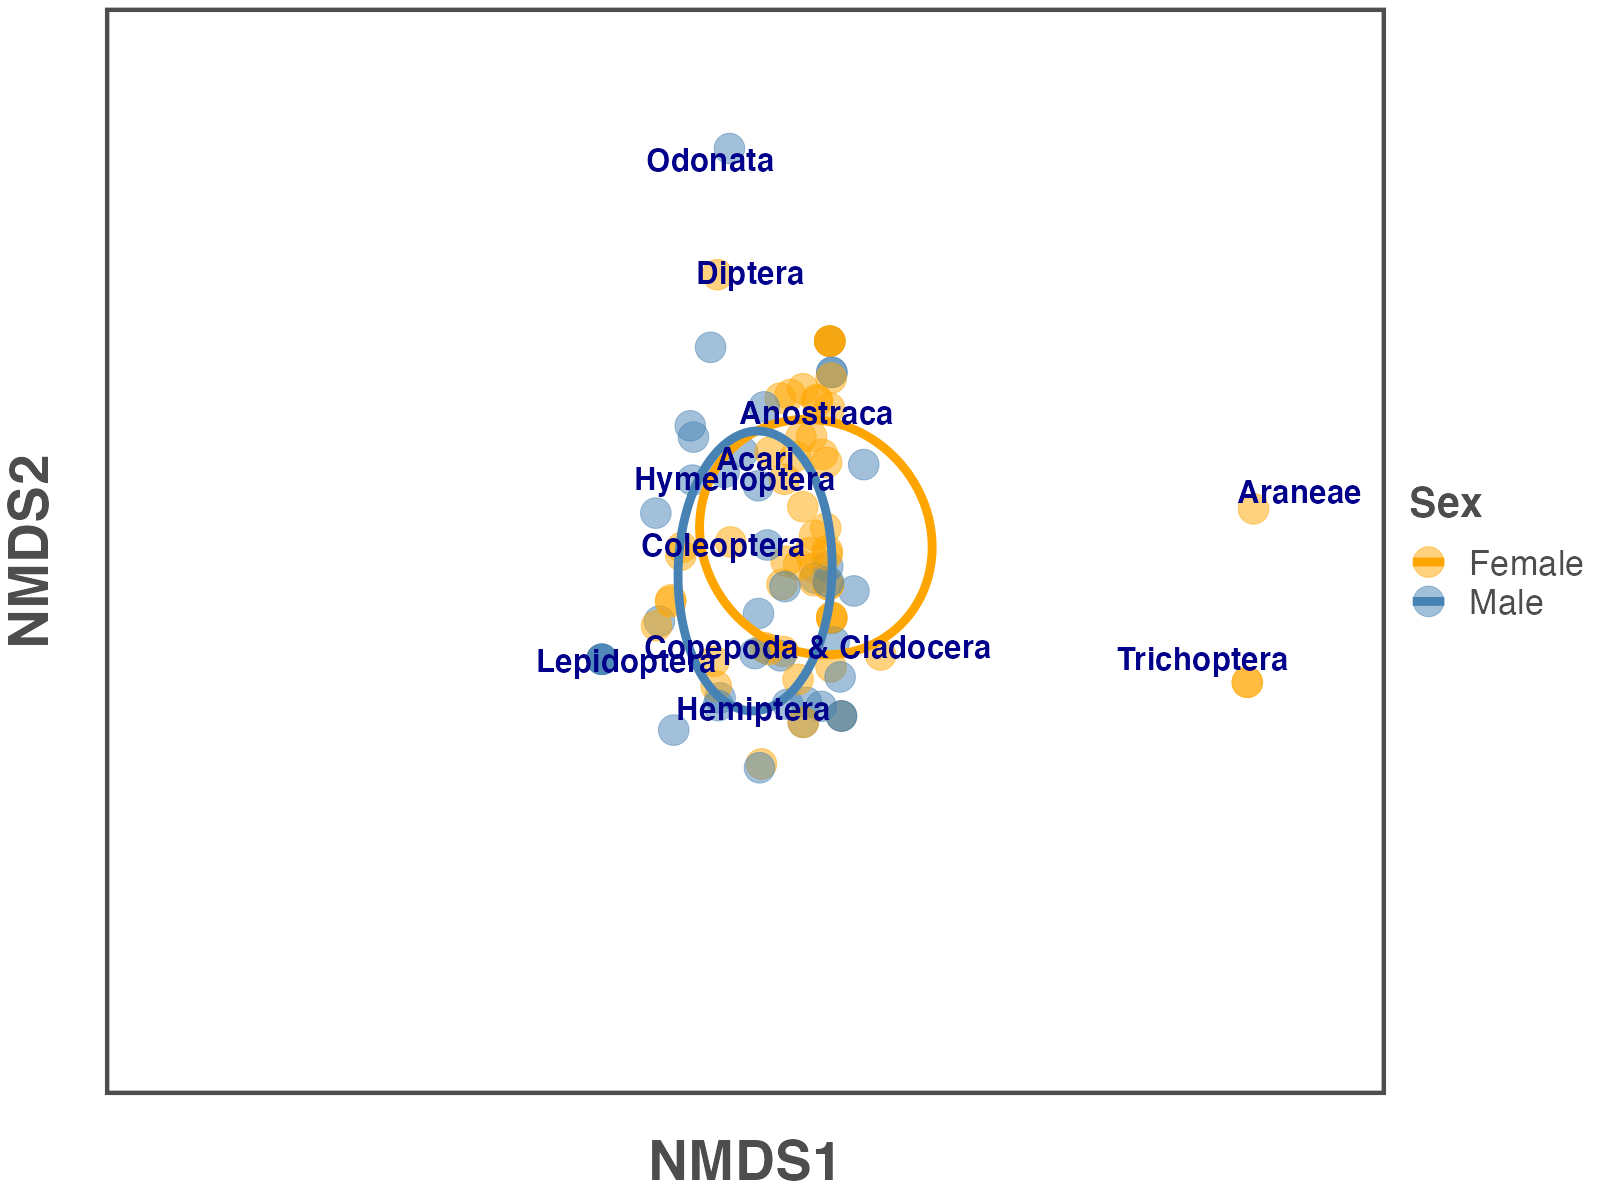 Odonata
Diptera
Anostraca
Acari
Hymenoptera
Araneae
Coleoptera
Copepoda & Cladocera
Lepidoptera
Trichoptera
Hemiptera
NMDS2
NMDS1
Sex
Female
Male